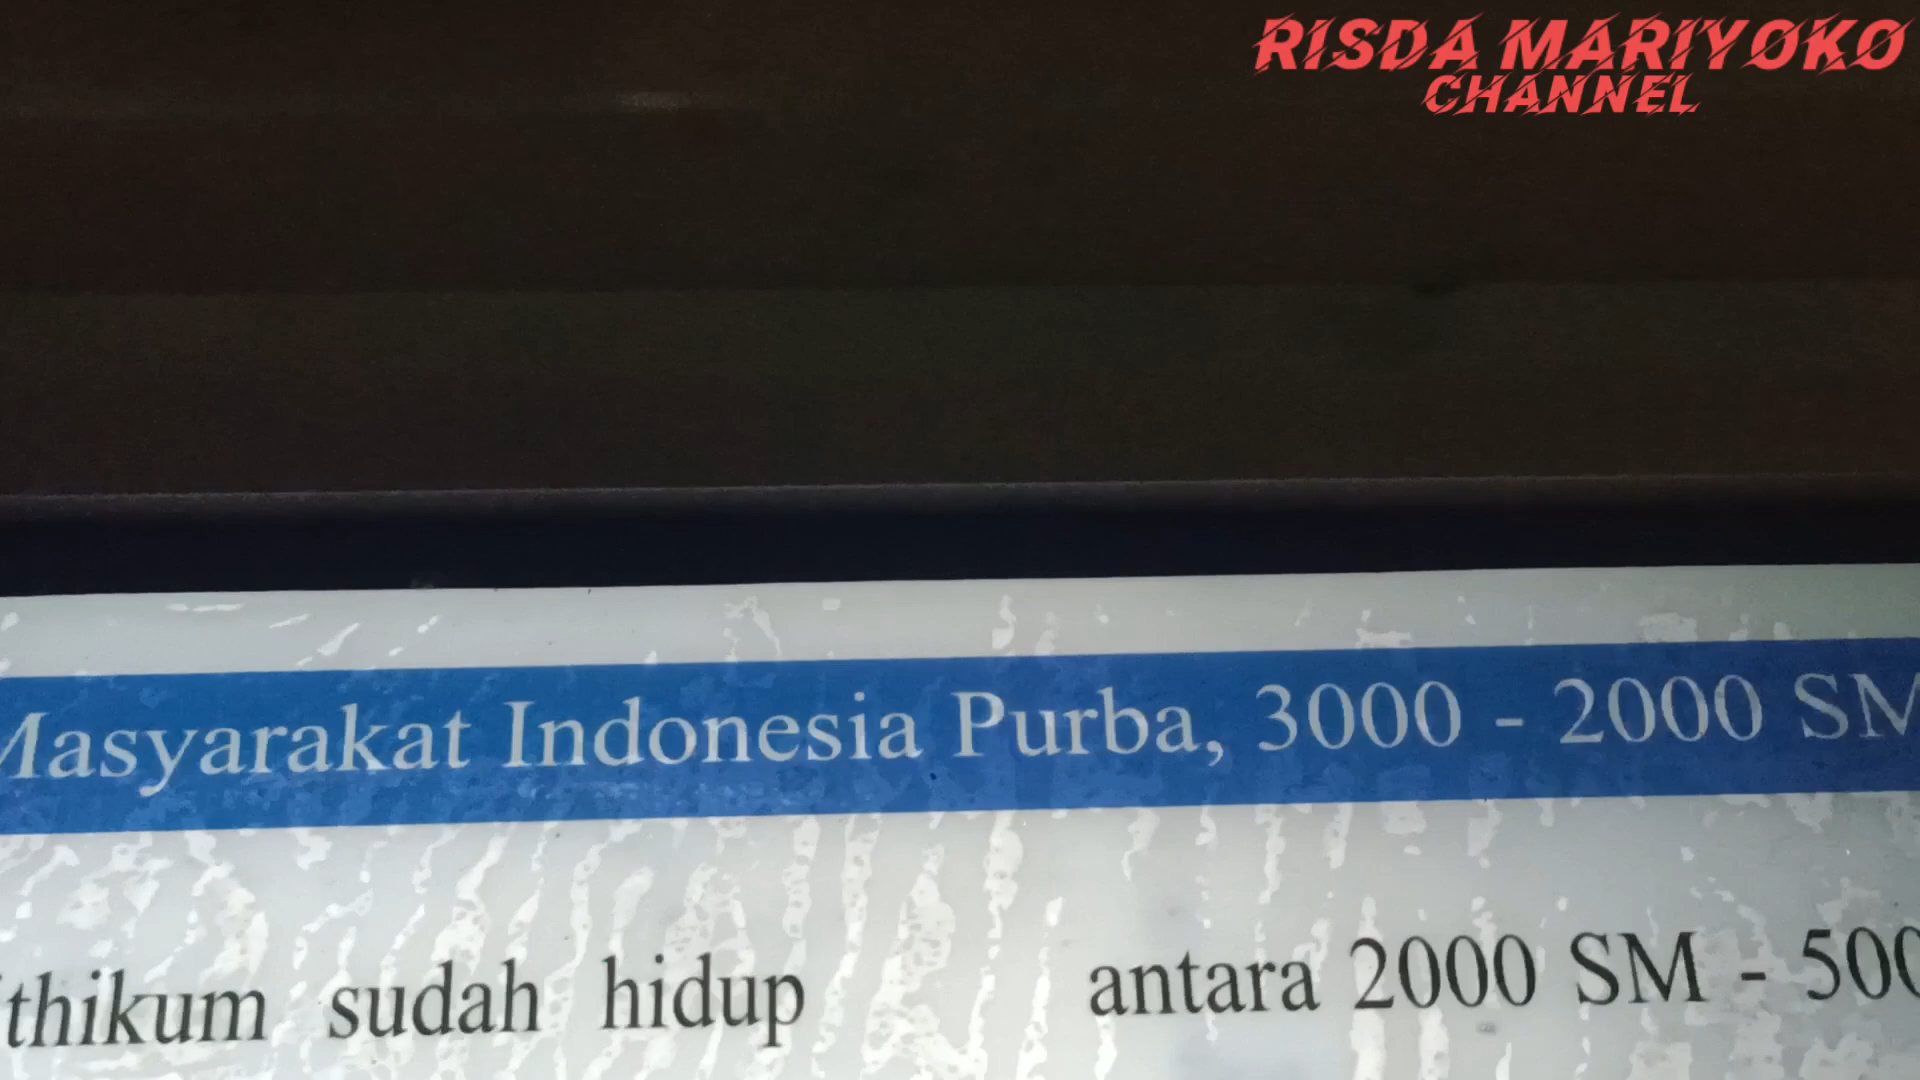 RISDA MARIYOKO
CHANNEL
Masyarakat Indonesia Purba, 3000 - 2000 SM
thikum sudah hidup
antara 2000 SM - 500